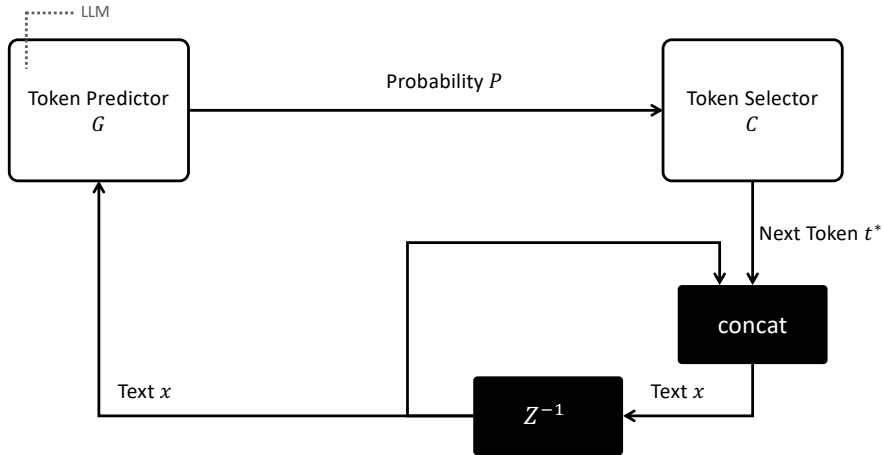 LLM
Token Predictor
G
Probability P
Token Selector
C
Next Token t*
concat
Text x
Z⁻¹
Text x